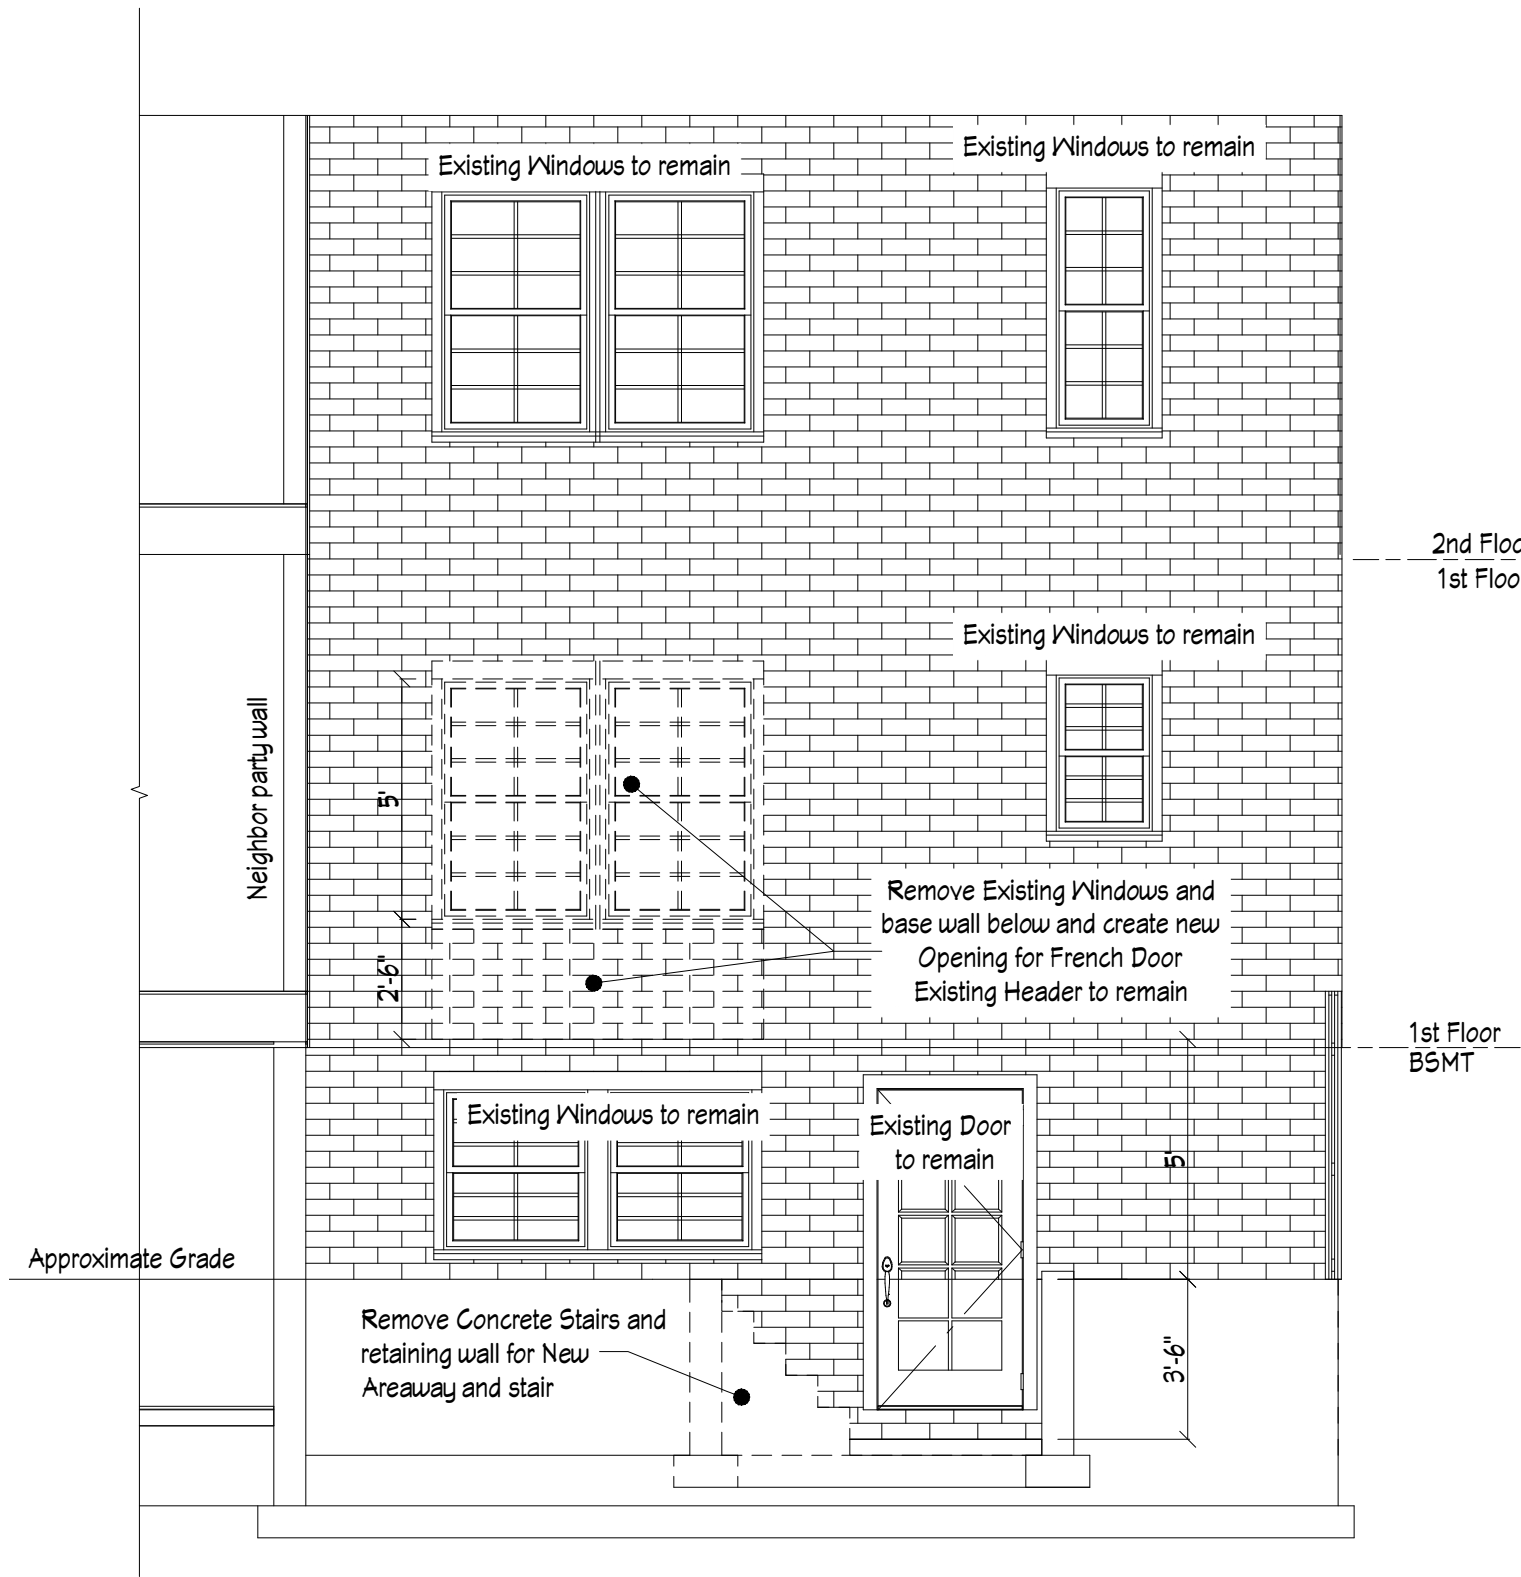 Existing Windows to remain
Existing Windows to remain
2nd Floo
1st Floo
Existing Windows to remain
Neighbor party wall
5'
2'-6"
Remove Existing Windows and
base wall below and create new
Opening for French Door
Existing Header to remain
1st Floor
BSMT
Existing Windows to remain
Existing Door
to remain
5'
Approximate Grade
Remove Concrete Stairs and
retaining wall for New
Areaway and stair
3'-6"